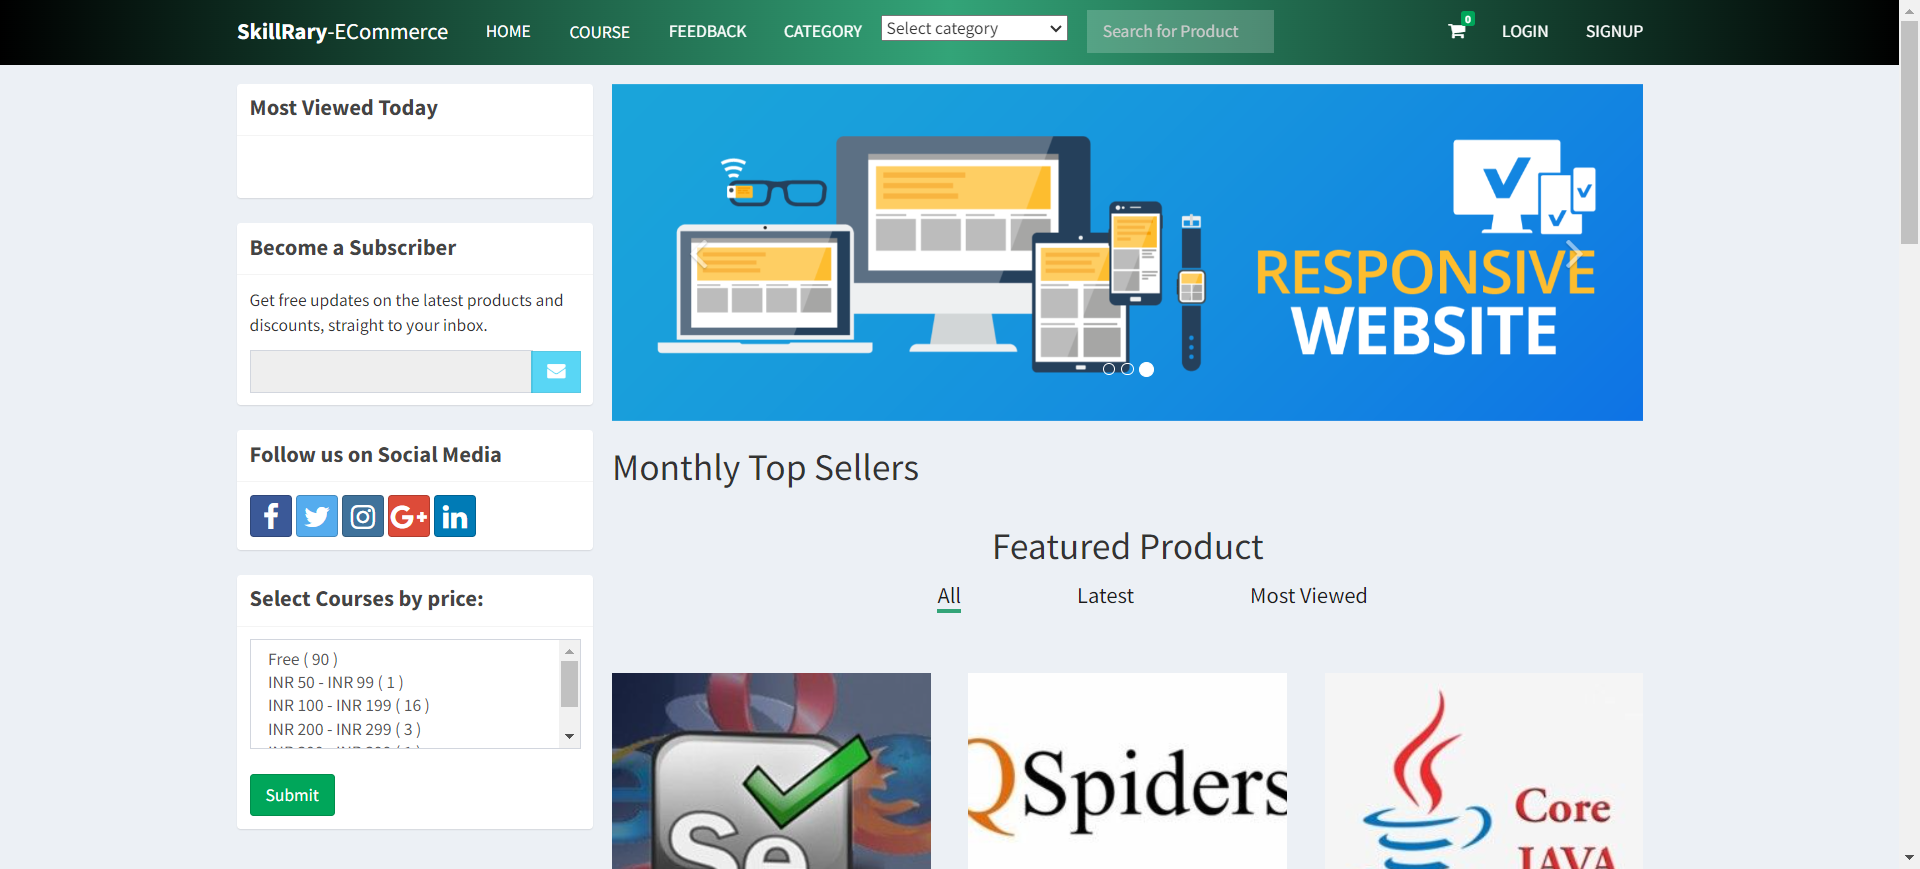 SkillRary-ECommerce HOME COURSE FEEDBACK CATEGORY Select category Search for Product 0 LOGIN SIGNUP
Most Viewed Today
Become a Subscriber
Get free updates on the latest products and
discounts, straight to your inbox.
Follow us on Social Media
Select Courses by price:
Free ( 90 )
INR 50 - INR 99 ( 1 )
INR 100 - INR 199 ( 16 )
INR 200 - INR 299 ( 3 )
Submit
RESPONSIVE
WEBSITE
Monthly Top Sellers
Featured Product
All Latest Most Viewed
Se
QSpiders
Core
JAVA